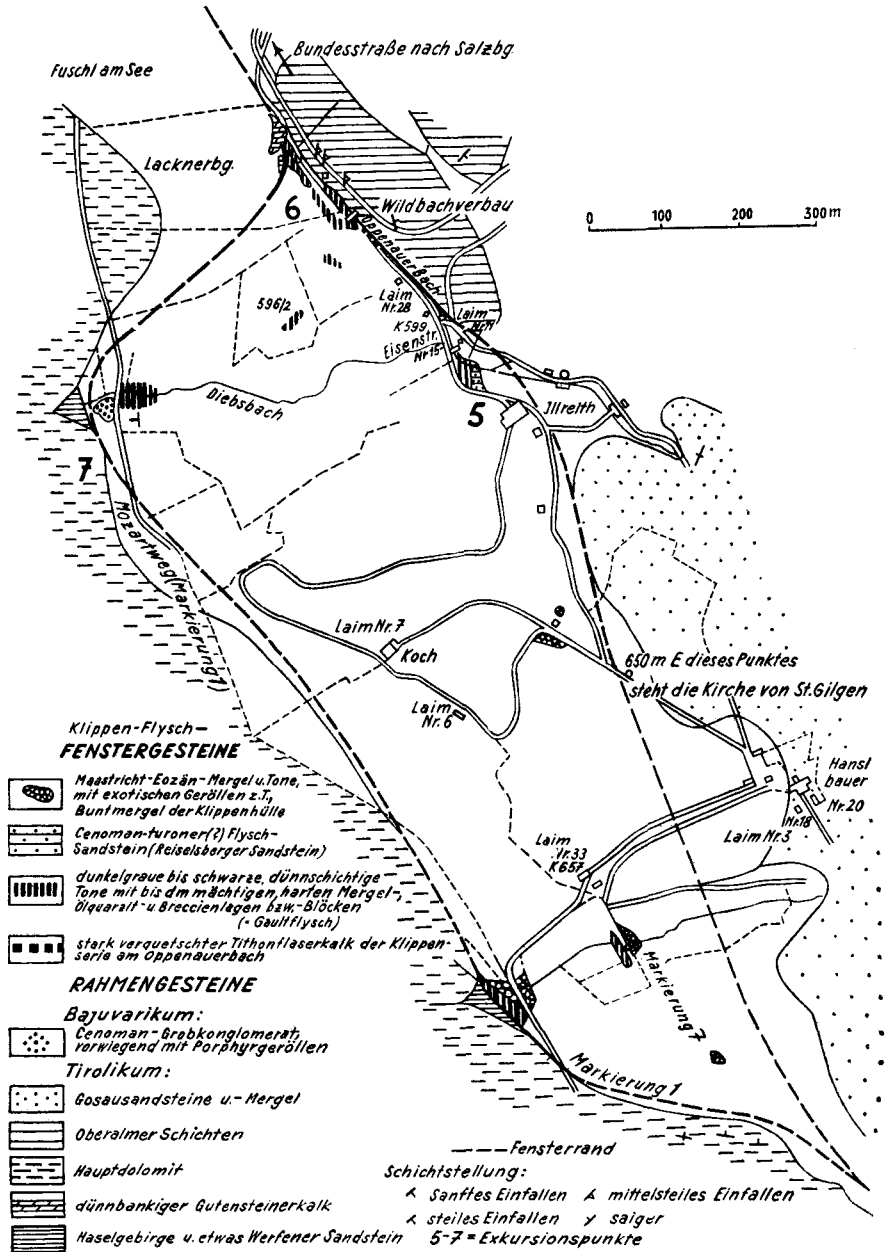 Bundesstraße nach Salzbg.
Fuschl am See
Lacknerbg.
6
Wildbachverbau
0 100 200 300 m
Oppenauerbach
596/2
Laim
Nr. 28
K 599
Eisenstr.
Nr 15
Laim
Nr. 11
Diebsbach
5
Illreith
7
Mozartweg (Markierung 1)
Laim Nr. 7
Koch
650 m E dieses Punktes
steht die Kirche von St. Gilgen
Laim
Nr. 6
Hansl
bauer
Nr. 20
Nr. 18
Laim Nr. 3
Laim
Nr. 33
K 657
Markierung 7
Markierung 1
Klippen-Flysch-
FENSTERGESTEINE
Maastricht-Eozän-Mergel u. Tone,
mit exotischen Geröllen z.T.,
Buntmergel der Klippenhülle
Cenoman-turoner(?) Flysch-
Sandstein (Reiselsberger Sandstein)
dunkelgraue bis schwarze, dünnschichtige
Tone mit bis dm mächtigen, harten Mergel-,
Ölquarzit- u. Breccienlagen bzw.- Blöcken
(= Gaultflysch)
stark verquetschter Tithonflaserkalk der Klippen-
serie am Oppenauerbach
RAHMENGESTEINE
Bajuvarikum:
Cenoman-Grobkonglomerat,
vorwiegend mit Porphyrgeröllen
Tirolikum:
Gosausandsteine u.- Mergel
Oberalmer Schichten
Hauptdolomit
dünnbankiger Gutensteinerkalk
Haselgebirge u. etwas Werfener Sandstein
Fensterrand
Schichtstellung:
Sanftes Einfallen mittelsteiles Einfallen
steiles Einfallen saiger
5-7 = Exkursionspunkte